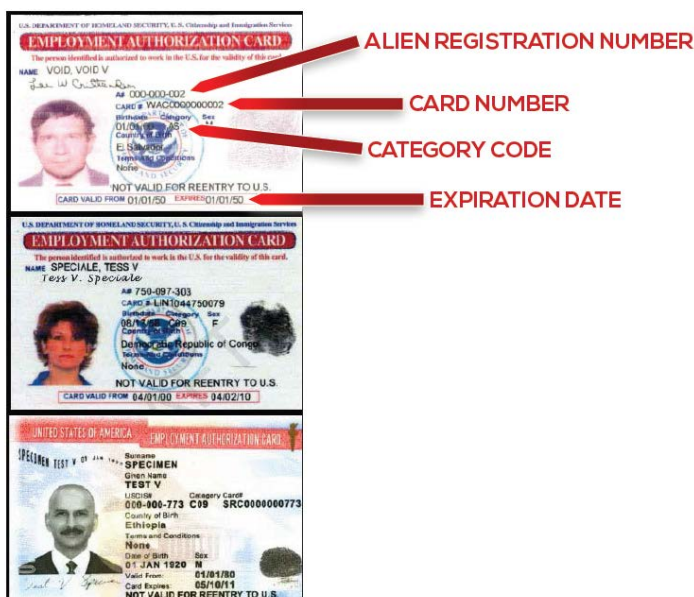 U.S. DEPARTMENT OF HOMELAND SECURITY, U.S. Citizenship and Immigration Services
EMPLOYMENT AUTHORIZATION CARD
The person identified is authorized to work in the U.S. for the validity of this card.
NAME VOID, VOID V
A# 000-000-002
CARD # WAC0000000002
Birthdate Category Sex
Country of Birth
El Salvador
Terms and Conditions
None
NOT VALID FOR REENTRY TO U.S.
CARD VALID FROM 01/01/50 EXPIRES 01/01/50
ALIEN REGISTRATION NUMBER
CARD NUMBER
CATEGORY CODE
EXPIRATION DATE
U.S. DEPARTMENT OF HOMELAND SECURITY, U. S. Citizenship and Immigration Services
EMPLOYMENT AUTHORIZATION CARD
The person identified is authorized to work in the U.S. for the validity of this card.
NAME SPECIALE, TESS V
Tess V. Speciale
A# 750-097-303
CARD # LIN1044750079
Birthdate Category Sex
C09 F
Country of Birth
Democratic Republic of Congo
Terms and Conditions
None
NOT VALID FOR REENTRY TO U.S.
CARD VALID FROM 04/01/00 EXPIRES 04/02/10
UNITED STATES OF AMERICA EMPLOYMENT AUTHORIZATION CARD
SPECIMEN TEST V
Surname
SPECIMEN
Given Name
TEST V
USCIS# Category Card#
000-000-773 C09 SRC0000000773
Country of Birth
Ethiopia
Terms and Conditions
None
Date of Birth Sex
01 JAN 1920 M
Valid From: 01/01/80
Card Expires: 05/10/11
NOT VALID FOR REENTRY TO U.S.